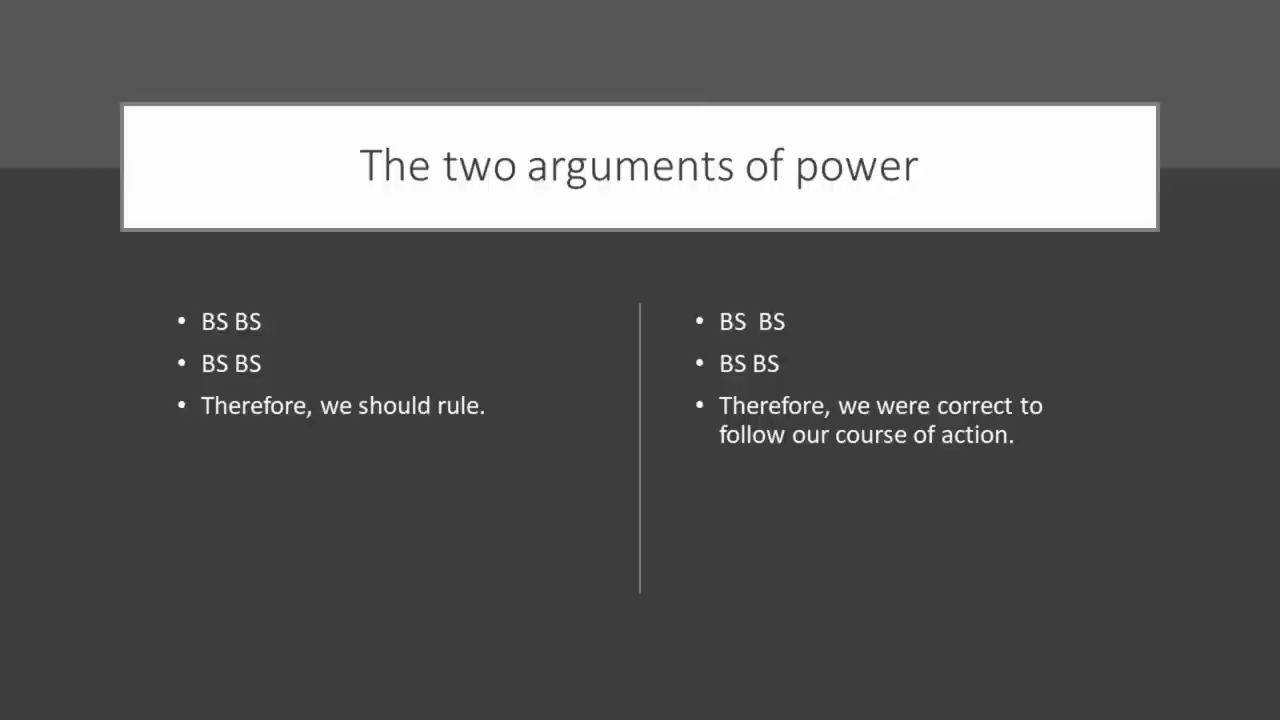 The two arguments of power
• BS BS
• BS BS
• Therefore, we should rule.
• BS  BS
• BS BS
• Therefore, we were correct to
follow our course of action.